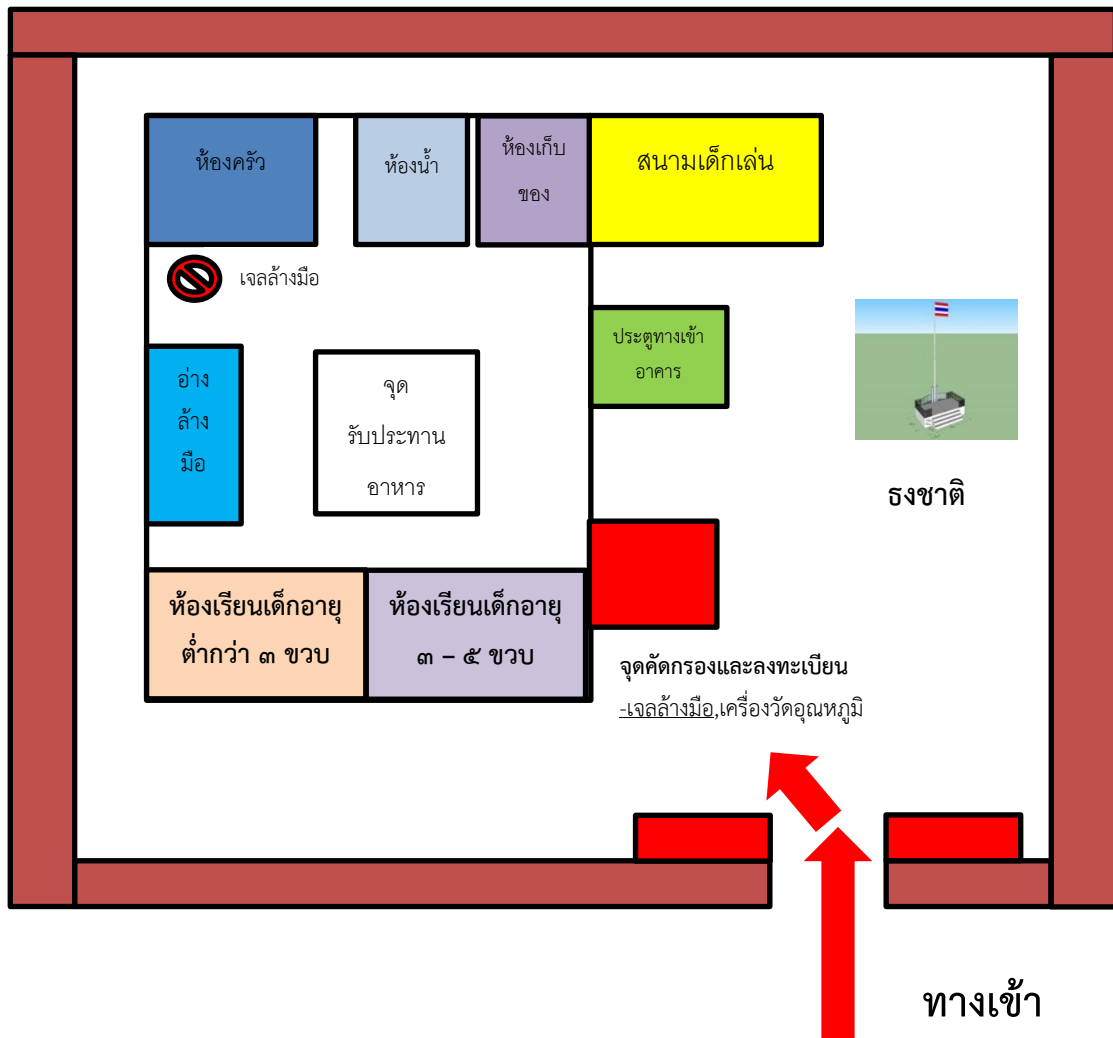 ห้องครัว
ห้องน้ำ
ห้องเก็บ
ของ
สนามเด็กเล่น
เจลล้างมือ
ประตูทางเข้า
อาคาร
อ่าง
ล้าง
มือ
จุด
รับประทาน
อาหาร
ธงชาติ
ห้องเรียนเด็กอายุ
ต่ำกว่า ๓ ขวบ
ห้องเรียนเด็กอายุ
๓ – ๕ ขวบ
จุดคัดกรองและลงทะเบียน
-เจลล้างมือ,เครื่องวัดอุณหภูมิ
ทางเข้า